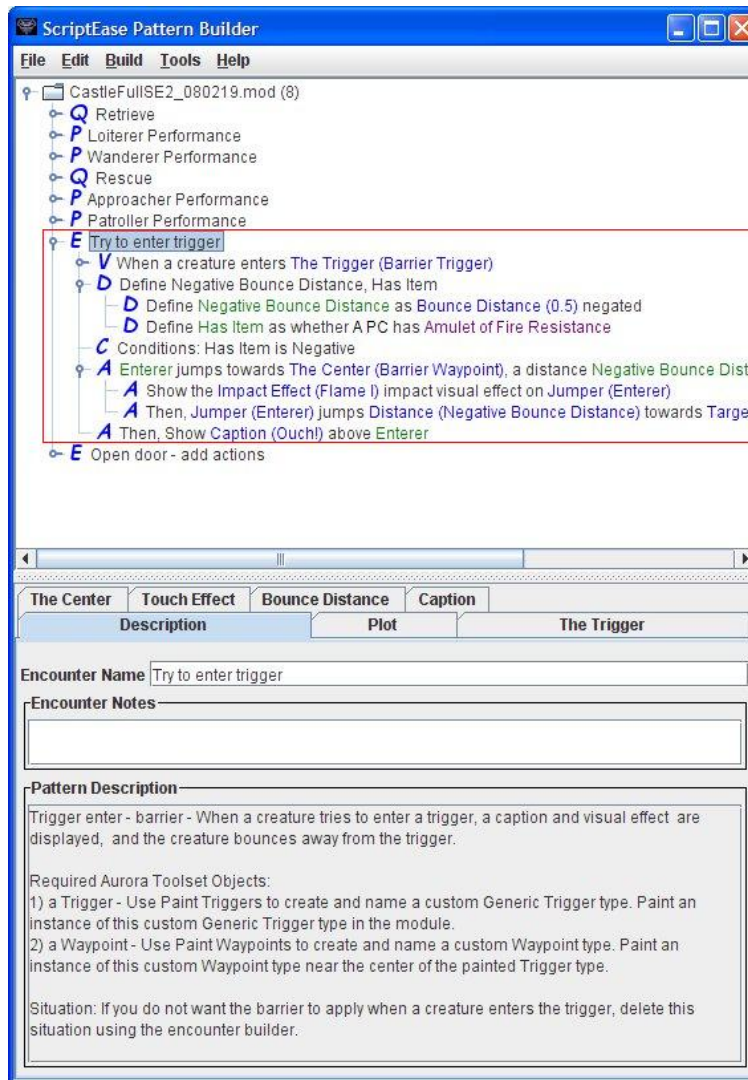 ScriptEase Pattern Builder
File Edit Build Tools Help
CastleFullSE2_080219.mod (8)
Q Retrieve
P Loiterer Performance
P Wanderer Performance
Q Rescue
P Approacher Performance
P Patroller Performance
E Try to enter trigger
V When a creature enters The Trigger (Barrier Trigger)
D Define Negative Bounce Distance, Has Item
D Define Negative Bounce Distance as Bounce Distance (0.5) negated
D Define Has Item as whether A PC has Amulet of Fire Resistance
C Conditions: Has Item is Negative
A Enterer jumps towards The Center (Barrier Waypoint), a distance Negative Bounce Dist
A Show the Impact Effect (Flame I) impact visual effect on Jumper (Enterer)
A Then, Jumper (Enterer) jumps Distance (Negative Bounce Distance) towards Targe
A Then, Show Caption (Ouch!) above Enterer
E Open door - add actions
The Center Touch Effect Bounce Distance Caption
Description Plot The Trigger
Encounter Name Try to enter trigger
Encounter Notes
Pattern Description
Trigger enter - barrier - When a creature tries to enter a trigger, a caption and visual effect are
displayed, and the creature bounces away from the trigger.
Required Aurora Toolset Objects:
1) a Trigger - Use Paint Triggers to create and name a custom Generic Trigger type. Paint an
instance of this custom Generic Trigger type in the module.
2) a Waypoint - Use Paint Waypoints to create and name a custom Waypoint type. Paint an
instance of this custom Waypoint type near the center of the painted Trigger type.
Situation: If you do not want the barrier to apply when a creature enters the trigger, delete this
situation using the encounter builder.